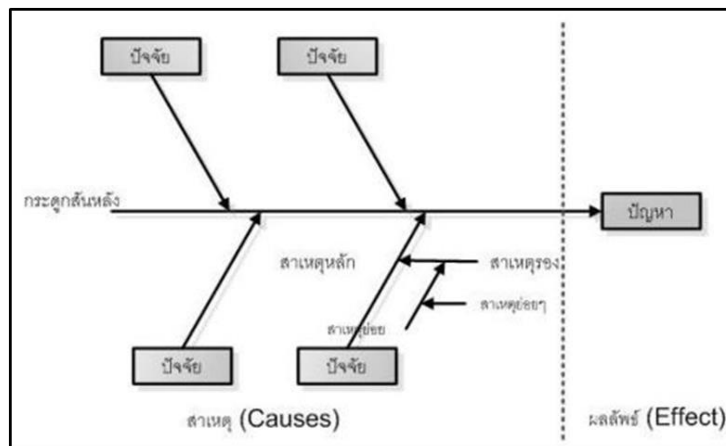 ปัจจัย
ปัจจัย
กระดูกสันหลัง
ปัญหา
สาเหตุหลัก
สาเหตุรอง
สาเหตุย่อยๆ
สาเหตุย่อย
ปัจจัย
ปัจจัย
สาเหตุ (Causes)
ผลลัพธ์ (Effect)